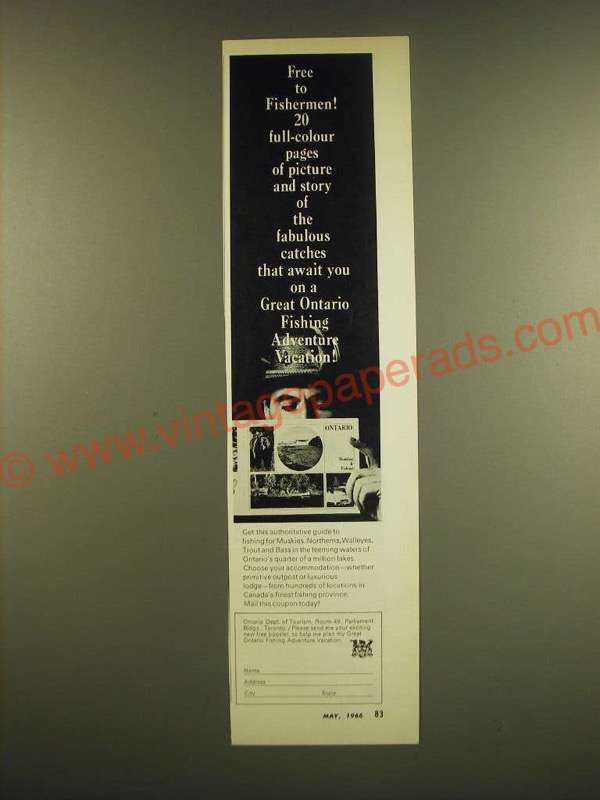 Free
to
Fishermen!
20
full-colour
pages
of picture
and story
of
the
fabulous
catches
that await you
on a
Great Ontario
Fishing
Adventure
Vacation!
© www.vintagepaperads.com
ONTARIO
Hunting
&
Fishing
Get this authoritative guide to
fishing for Muskies, Northerns, Walleyes,
Trout and Bass in the teeming waters of
Ontario's quarter of a million lakes.
Choose your accommodation—whether
primitive outpost or luxurious
lodge—from hundreds of locations in
Canada's finest fishing province.
Mail this coupon today!
Ontario Dept. of Tourism, Room 49, Parliament
Bldgs., Toronto. / Please send me your exciting
new free booklet, to help me plan my Great
Ontario Fishing Adventure Vacation.
Name
Address
City State
MAY, 1966 83